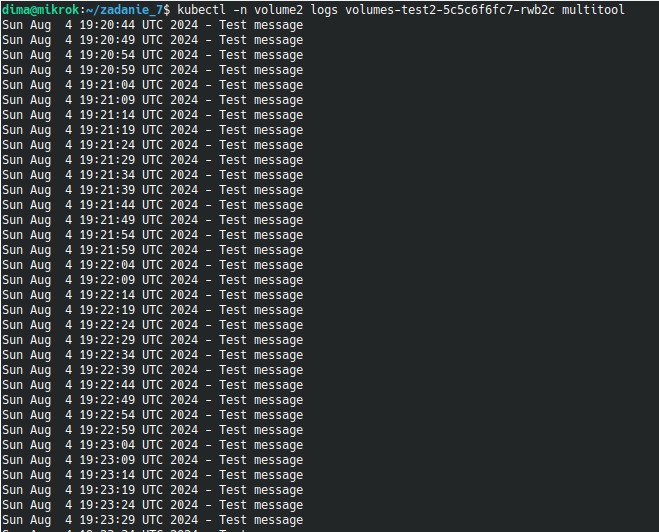 dima@mikrok:~/zadanie_7$ kubectl -n volume2 logs volumes-test2-5c5c6f6fc7-rwb2c multitool
Sun Aug  4 19:20:44 UTC 2024 - Test message
Sun Aug  4 19:20:49 UTC 2024 - Test message
Sun Aug  4 19:20:54 UTC 2024 - Test message
Sun Aug  4 19:20:59 UTC 2024 - Test message
Sun Aug  4 19:21:04 UTC 2024 - Test message
Sun Aug  4 19:21:09 UTC 2024 - Test message
Sun Aug  4 19:21:14 UTC 2024 - Test message
Sun Aug  4 19:21:19 UTC 2024 - Test message
Sun Aug  4 19:21:24 UTC 2024 - Test message
Sun Aug  4 19:21:29 UTC 2024 - Test message
Sun Aug  4 19:21:34 UTC 2024 - Test message
Sun Aug  4 19:21:39 UTC 2024 - Test message
Sun Aug  4 19:21:44 UTC 2024 - Test message
Sun Aug  4 19:21:49 UTC 2024 - Test message
Sun Aug  4 19:21:54 UTC 2024 - Test message
Sun Aug  4 19:21:59 UTC 2024 - Test message
Sun Aug  4 19:22:04 UTC 2024 - Test message
Sun Aug  4 19:22:09 UTC 2024 - Test message
Sun Aug  4 19:22:14 UTC 2024 - Test message
Sun Aug  4 19:22:19 UTC 2024 - Test message
Sun Aug  4 19:22:24 UTC 2024 - Test message
Sun Aug  4 19:22:29 UTC 2024 - Test message
Sun Aug  4 19:22:34 UTC 2024 - Test message
Sun Aug  4 19:22:39 UTC 2024 - Test message
Sun Aug  4 19:22:44 UTC 2024 - Test message
Sun Aug  4 19:22:49 UTC 2024 - Test message
Sun Aug  4 19:22:54 UTC 2024 - Test message
Sun Aug  4 19:22:59 UTC 2024 - Test message
Sun Aug  4 19:23:04 UTC 2024 - Test message
Sun Aug  4 19:23:09 UTC 2024 - Test message
Sun Aug  4 19:23:14 UTC 2024 - Test message
Sun Aug  4 19:23:19 UTC 2024 - Test message
Sun Aug  4 19:23:24 UTC 2024 - Test message
Sun Aug  4 19:23:29 UTC 2024 - Test message